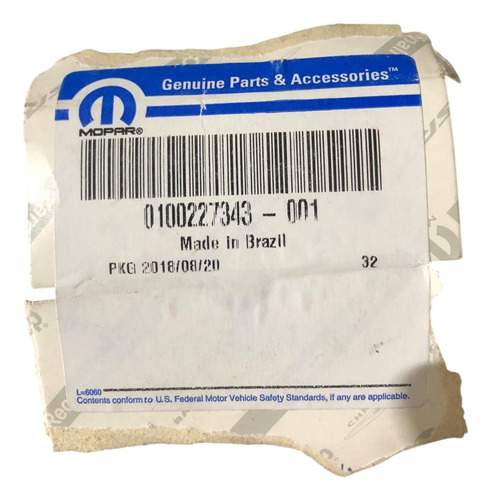 Genuine Parts & Accessories™
MOPAR®
0100227343 - 001
Made in Brazil
PKG 2018/08/20 32
L=6060
Contents conform to U.S. Federal Motor Vehicle Safety Standards, if any are applicable.